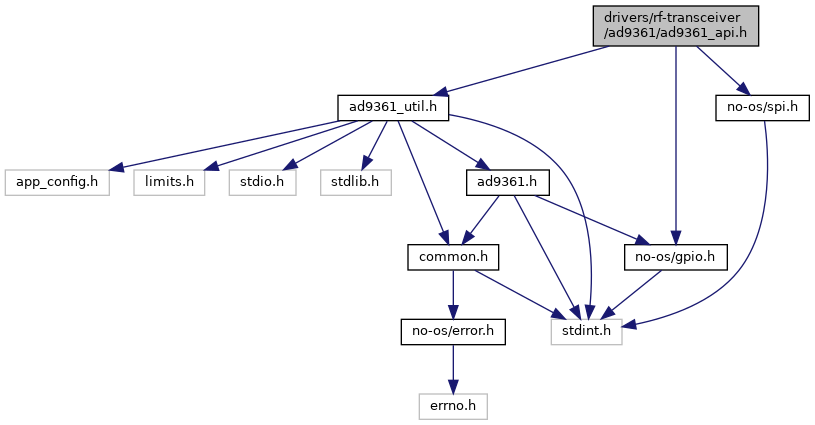 drivers/rf-transceiver
/ad9361/ad9361_api.h
ad9361_util.h
no-os/spi.h
app_config.h
limits.h
stdio.h
stdlib.h
ad9361.h
common.h
no-os/gpio.h
no-os/error.h
stdint.h
errno.h